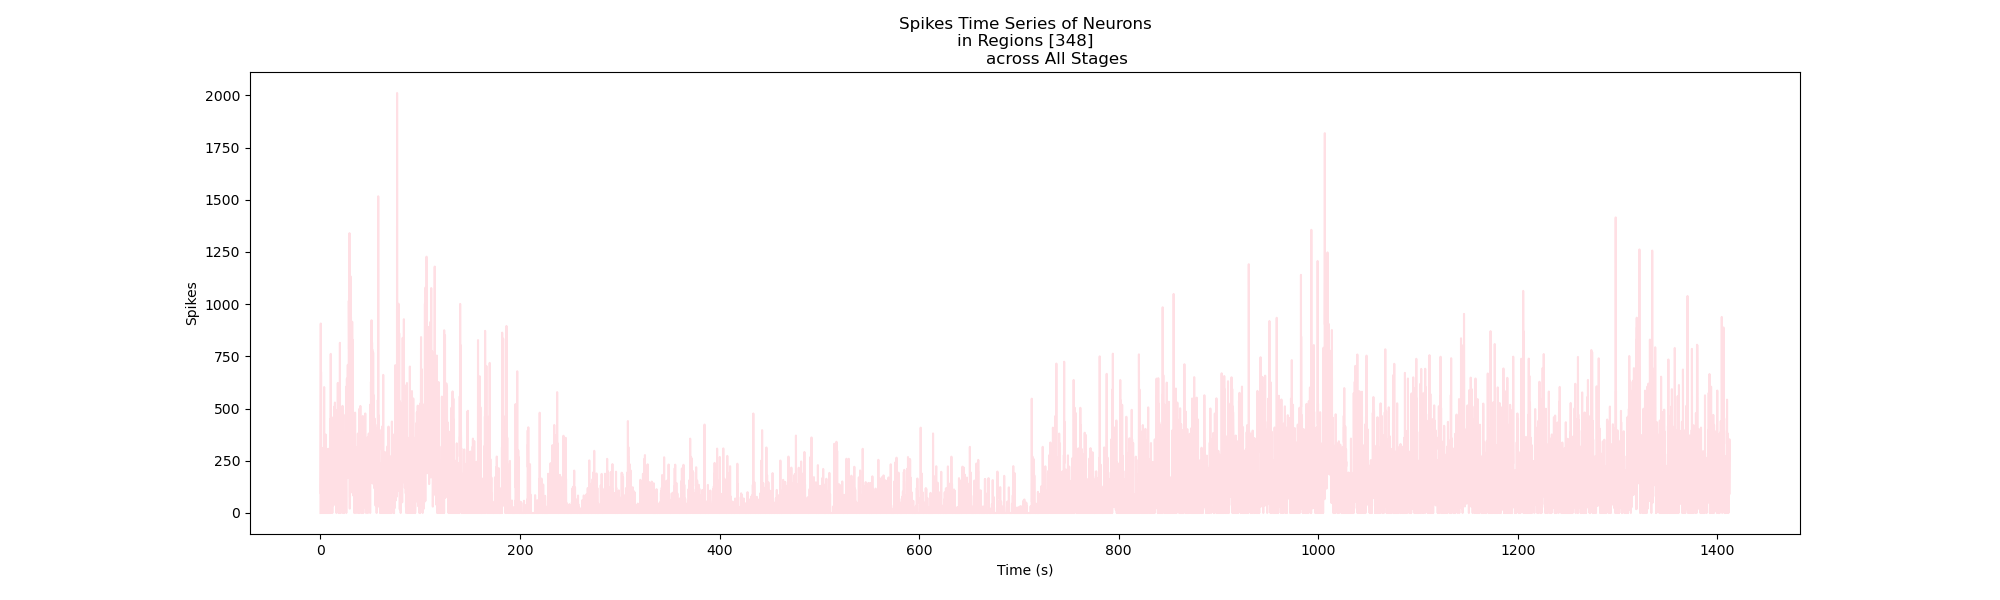 Spikes Time Series of Neurons
in Regions [348]
across All Stages
2000
1750
1500
1250
1000
750
500
250
0
Spikes
0 200 400 600 800 1000 1200 1400
Time (s)